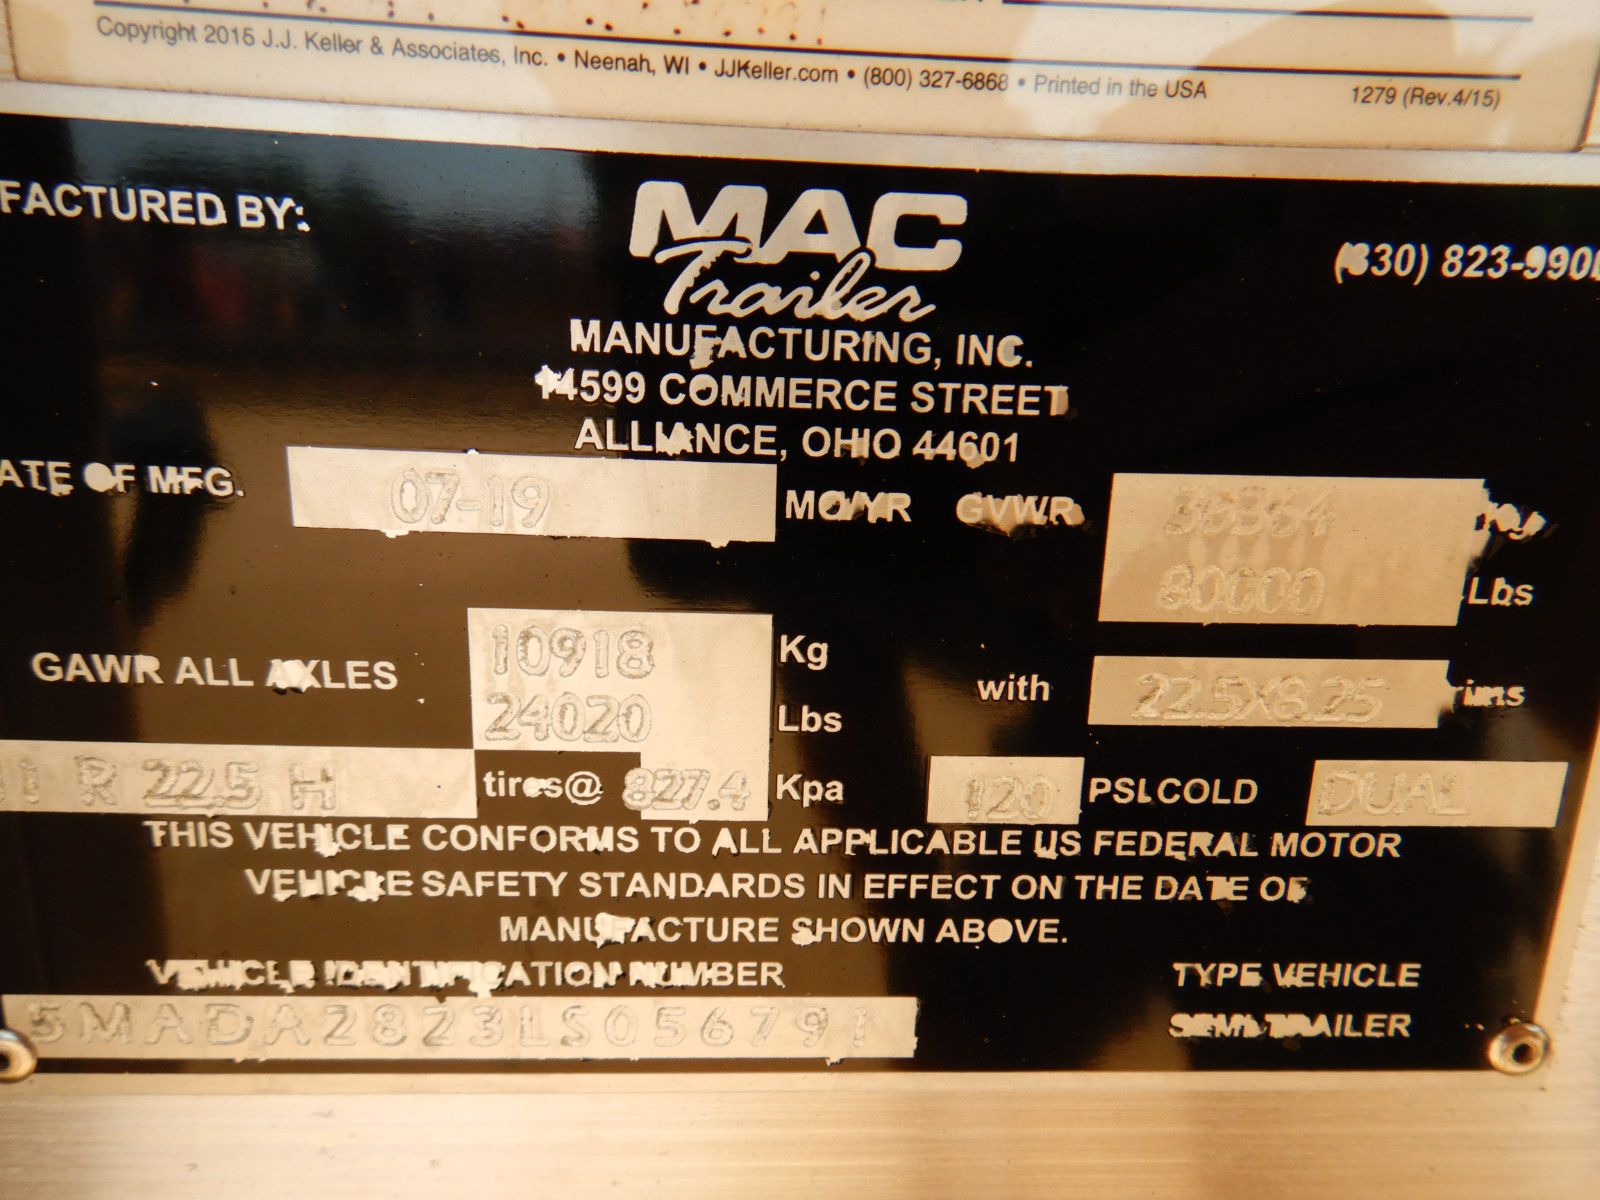 Copyright 2015 J.J. Keller & Associates, Inc. • Neenah, WI • JJKeller.com • (800) 327-6868 • Printed in the USA 1279 (Rev.4/15)
FACTURED BY:
MAC
Trailer
(330) 823-990
MANUFACTURING, INC.
14599 COMMERCE STREET
ALLIANCE, OHIO 44601
ATE OF MFG. 07-19 MO/YR GVWR
80000 Lbs
GAWR ALL AXLES 10918 Kg
24020 Lbs
with 22.5X8.25 rims
11 R 22.5 H tires@ 827.4 Kpa 120 PSI.COLD DUAL
THIS VEHICLE CONFORMS TO ALL APPLICABLE US FEDERAL MOTOR
VEHICLE SAFETY STANDARDS IN EFFECT ON THE DATE OF
MANUFACTURE SHOWN ABOVE.
VEHICLE IDENTIFICATION NUMBER TYPE VEHICLE
5MADA2823LS056791 SEMI-TRAILER